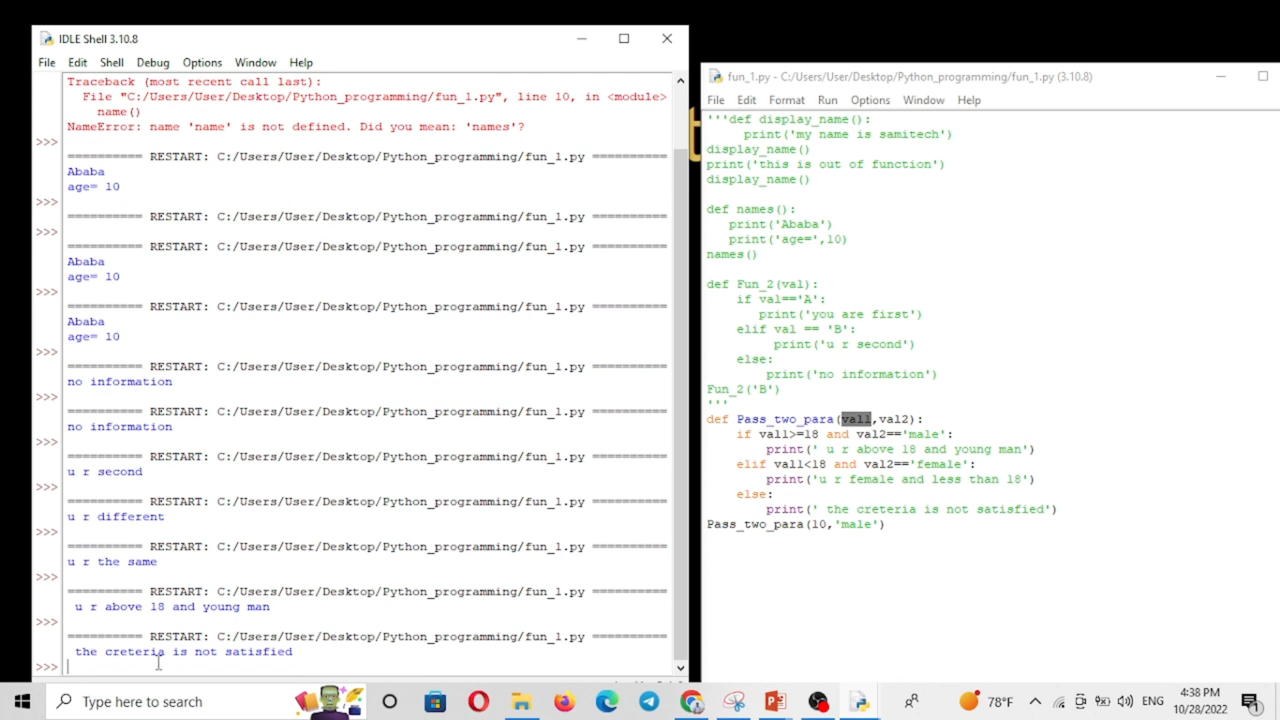 IDLE Shell 3.10.8
File Edit Shell Debug Options Window Help
Traceback (most recent call last):
  File "C:/Users/User/Desktop/Python_programming/fun_1.py", line 10, in <module>
    name()
NameError: name 'name' is not defined. Did you mean: 'names'?
>>>
========== RESTART: C:/Users/User/Desktop/Python_programming/fun_1.py ==========
Ababa
age= 10
>>>
========== RESTART: C:/Users/User/Desktop/Python_programming/fun_1.py ==========
>>>
========== RESTART: C:/Users/User/Desktop/Python_programming/fun_1.py ==========
Ababa
age= 10
>>>
========== RESTART: C:/Users/User/Desktop/Python_programming/fun_1.py ==========
Ababa
age= 10
>>>
========== RESTART: C:/Users/User/Desktop/Python_programming/fun_1.py ==========
no information
>>>
========== RESTART: C:/Users/User/Desktop/Python_programming/fun_1.py ==========
no information
>>>
========== RESTART: C:/Users/User/Desktop/Python_programming/fun_1.py ==========
u r second
>>>
========== RESTART: C:/Users/User/Desktop/Python_programming/fun_1.py ==========
u r different
>>>
========== RESTART: C:/Users/User/Desktop/Python_programming/fun_1.py ==========
u r the same
>>>
========== RESTART: C:/Users/User/Desktop/Python_programming/fun_1.py ==========
 u r above 18 and young man
>>>
========== RESTART: C:/Users/User/Desktop/Python_programming/fun_1.py ==========
 the creteria is not satisfied
>>>
fun_1.py - C:/Users/User/Desktop/Python_programming/fun_1.py (3.10.8)
File Edit Format Run Options Window Help
'''def display_name():
     print('my name is samitech')
display_name()
print('this is out of function')
display_name()
def names():
   print('Ababa')
   print('age=',10)
names()
def Fun_2(val):
    if val=='A':
       print('you are first')
    elif val == 'B':
         print('u r second')
    else:
        print('no information')
Fun_2('B')
'''
def Pass_two_para(val1,val2):
    if val1>=18 and val2=='male':
        print(' u r above 18 and young man')
    elif val1<18 and val2=='female':
        print('u r female and less than 18')
    else:
        print(' the creteria is not satisfied')
Pass_two_para(10,'male')
Type here to search
78°F
ENG
4:38 PM
10/28/2022
1